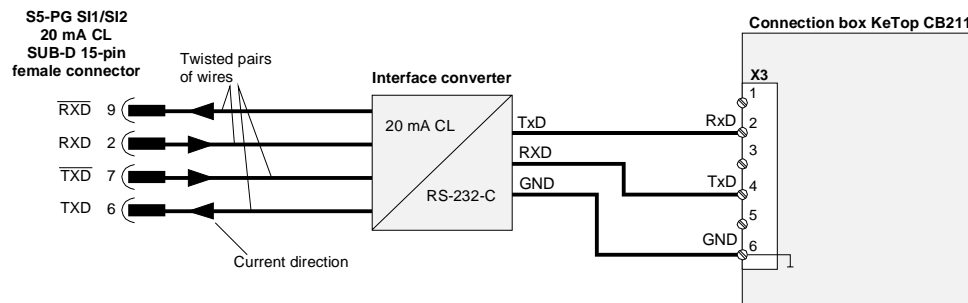 S5-PG SI1/SI2
20 mA CL
SUB-D 15-pin
female connector
Twisted pairs
of wires
Interface converter
Connection box KeTop CB211
X3
RXD 9
RXD 2
TXD 7
TXD 6
20 mA CL
RS-232-C
TxD
RXD
GND
RxD
TxD
GND
1
2
3
4
5
6
Current direction